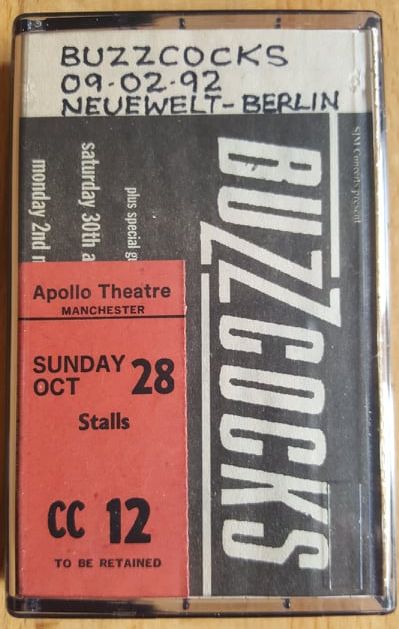 BUZZCOCKS
09·02·92
NEUEWELT-BERLIN
SJM Concerts present
BUZZCOCKS
plus special
saturday 30th
monday 2nd
Apollo Theatre
MANCHESTER
SUNDAY
OCT 28
Stalls
CC 12
TO BE RETAINED